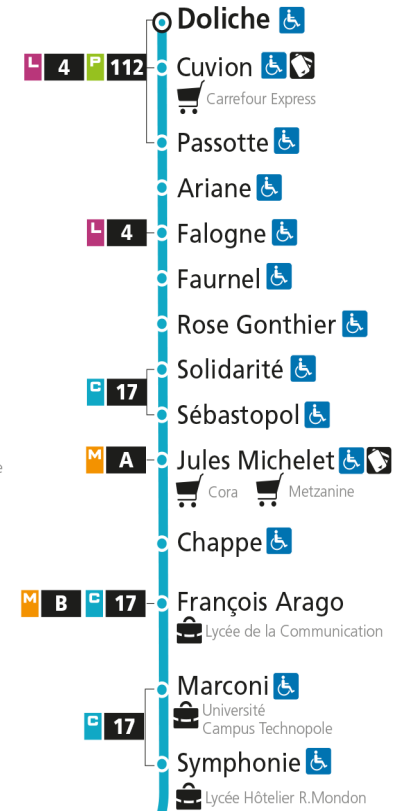 Doliche
L 4 P 112 Cuvion
Carrefour Express
Passotte
Ariane
L 4 Falogne
Faurnel
Rose Gonthier
Solidarité
C 17
Sébastopol
M A Jules Michelet
e
Cora Metzanine
Chappe
M B C 17 François Arago
Lycée de la Communication
Marconi
Université
Campus Technopole
C 17
Symphonie
Lycée Hôtelier R.Mondon